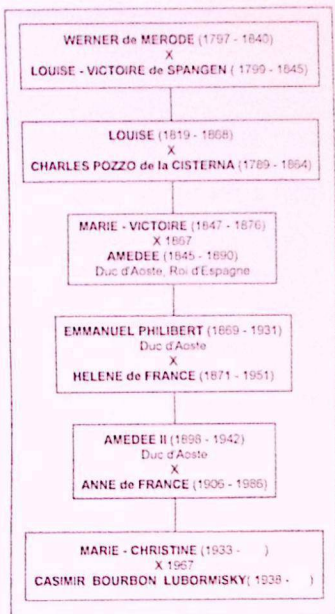 WERNER de MERODE (1797 - 1840)
X
LOUISE - VICTOIRE de SPANGEN ( 1799 - 1845)
LOUISE (1819 - 1868)
X
CHARLES POZZO de la CISTERNA (1789 - 1864)
MARIE - VICTOIRE (1847 - 1876)
X 1867
AMEDEE (1845 - 1890)
Duc d'Aoste, Roi d'Espagne
EMMANUEL PHILIBERT (1869 - 1931)
Duc d'Aoste
X
HELENE de FRANCE (1871 - 1951)
AMEDEE II (1898 - 1942)
Duc d'Aoste
X
ANNE de FRANCE (1906 - 1986)
MARIE - CHRISTINE (1933 - )
X 1967
CASIMIR BOURBON LUBORMISKY( 1938 - )